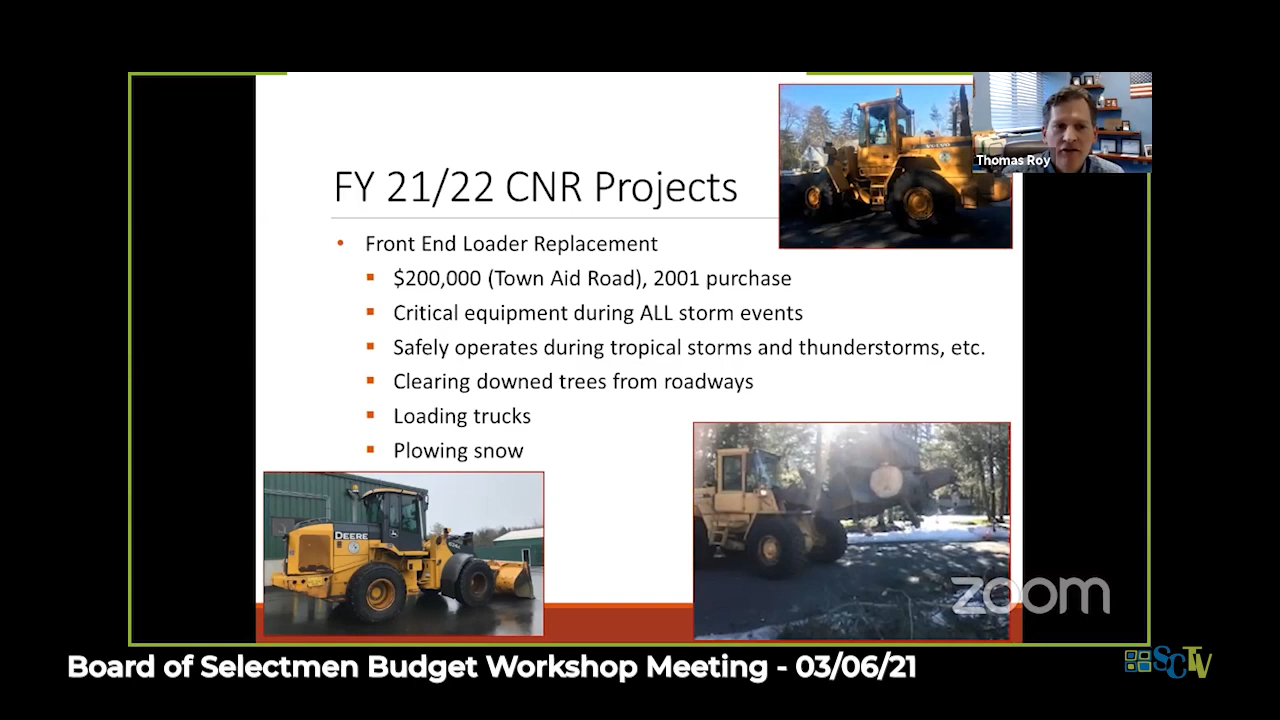 Thomas Roy
VOLVO
FY 21/22 CNR Projects
• Front End Loader Replacement
▪ $200,000 (Town Aid Road), 2001 purchase
▪ Critical equipment during ALL storm events
▪ Safely operates during tropical storms and thunderstorms, etc.
▪ Clearing downed trees from roadways
▪ Loading trucks
▪ Plowing snow
DEERE
zoom
Board of Selectmen Budget Workshop Meeting - 03/06/21
SCTV